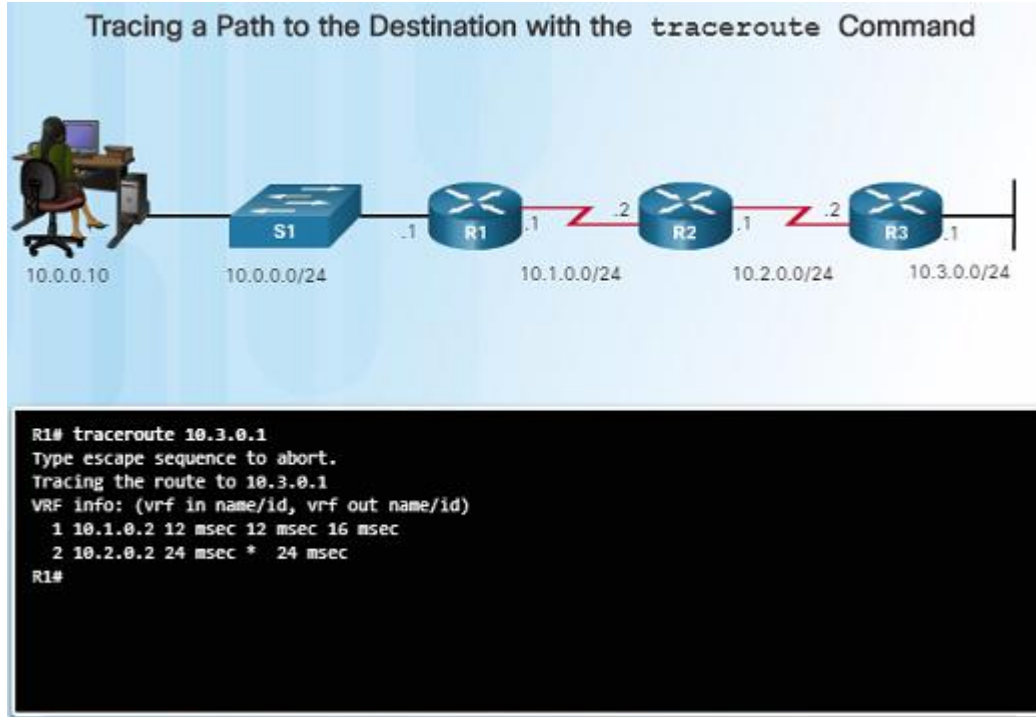 Tracing a Path to the Destination with the traceroute Command
S1
.1
R1
.1
.2
R2
.1
.2
R3
.1
10.0.0.10
10.0.0.0/24
10.1.0.0/24
10.2.0.0/24
10.3.0.0/24
R1# traceroute 10.3.0.1
Type escape sequence to abort.
Tracing the route to 10.3.0.1
VRF info: (vrf in name/id, vrf out name/id)
1 10.1.0.2 12 msec 12 msec 16 msec
2 10.2.0.2 24 msec * 24 msec
R1#